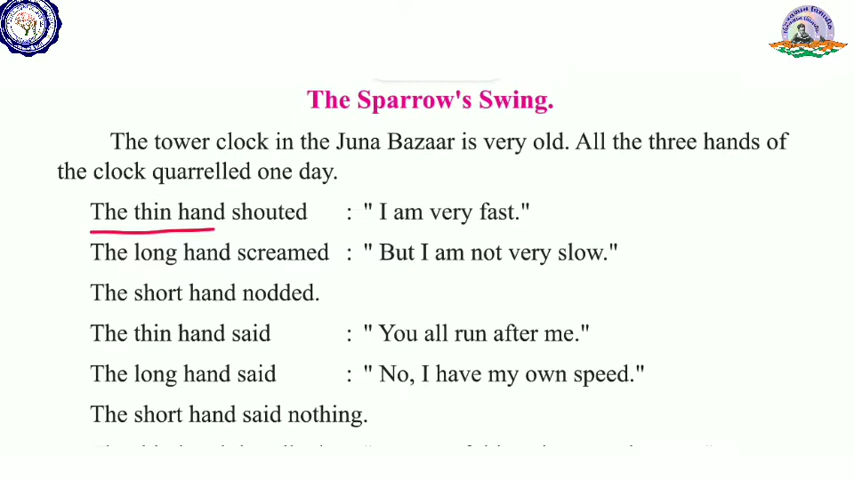 The Sparrow's Swing.
The tower clock in the Juna Bazaar is very old. All the three hands of
the clock quarrelled one day.
The thin hand shouted : " I am very fast."
The long hand screamed : " But I am not very slow."
The short hand nodded.
The thin hand said : " You all run after me."
The long hand said : " No, I have my own speed."
The short hand said nothing.